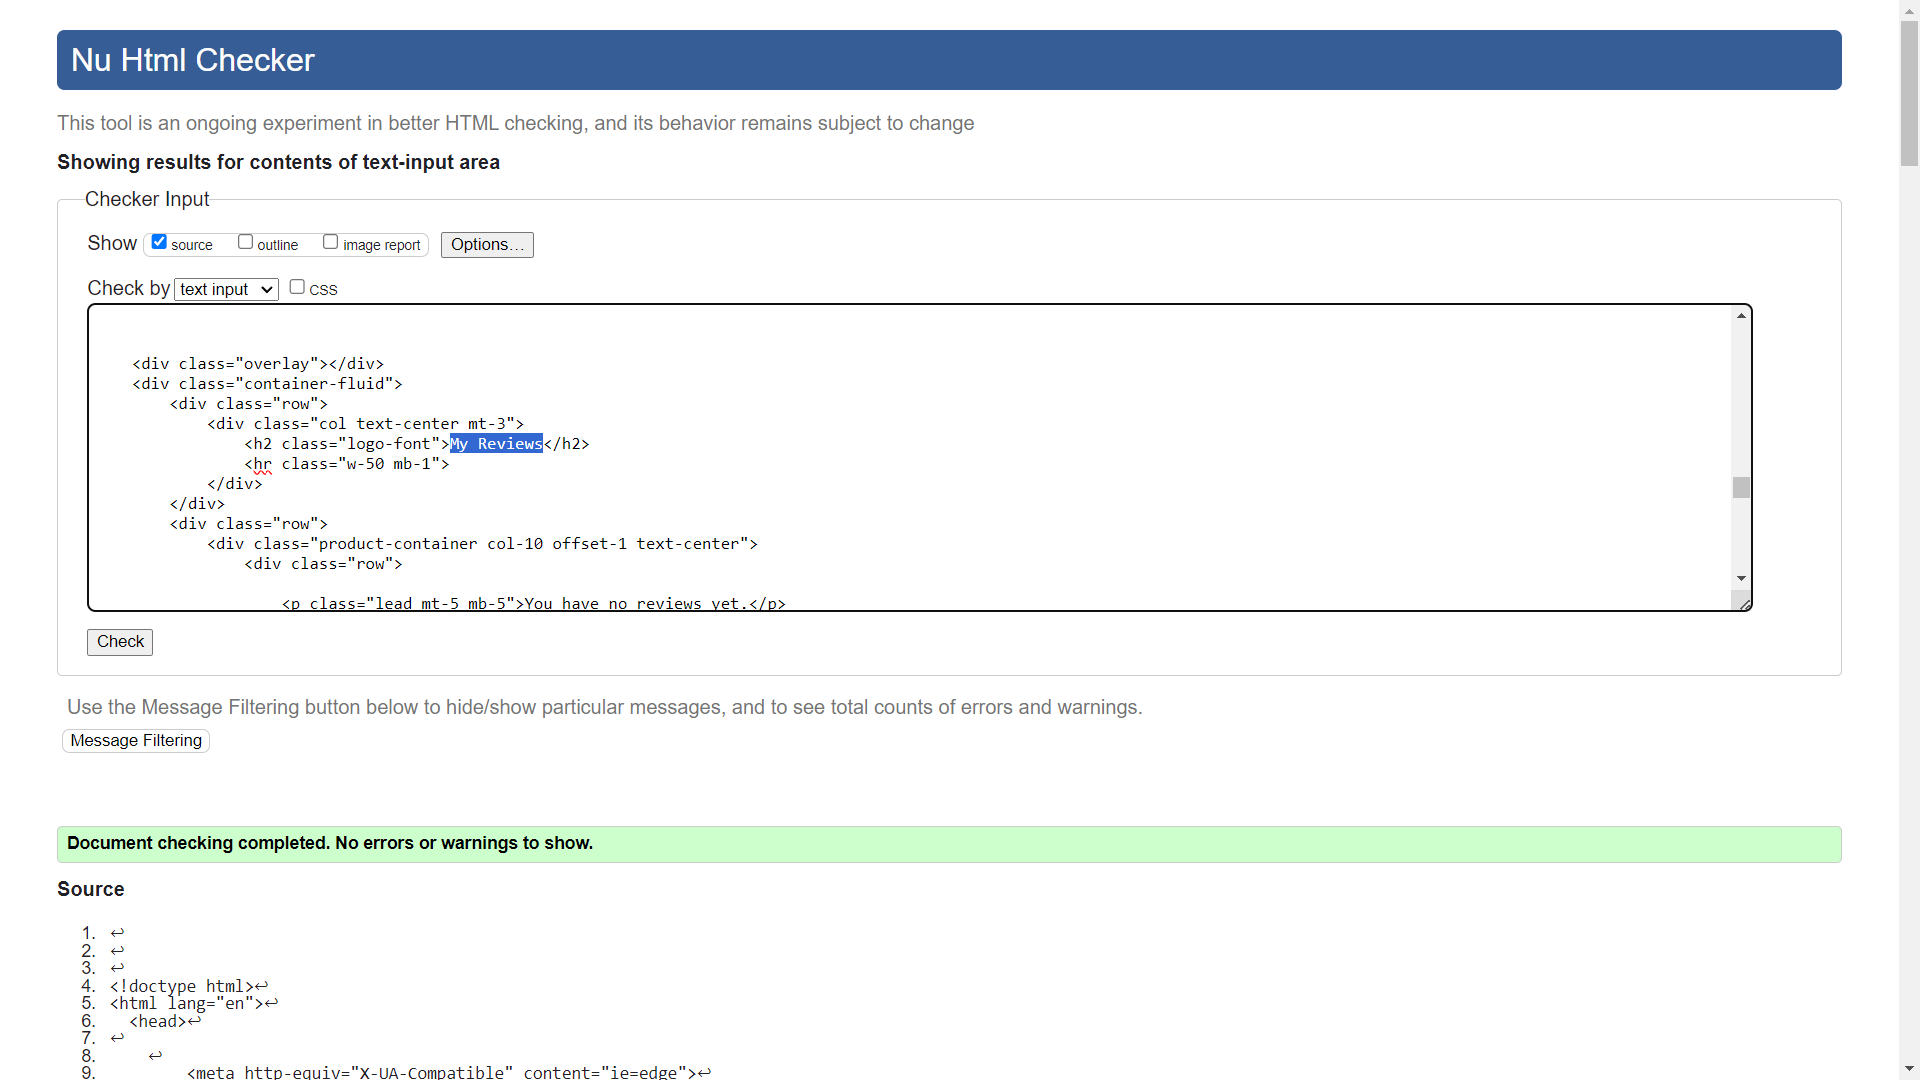 Nu Html Checker
This tool is an ongoing experiment in better HTML checking, and its behavior remains subject to change
Showing results for contents of text-input area
Checker Input
Show source outline image report Options...
Check by text input CSS
<div class="overlay"></div>
<div class="container-fluid">
<div class="row">
<div class="col text-center mt-3">
<h2 class="logo-font">My Reviews</h2>
<hr class="w-50 mb-1">
</div>
</div>
<div class="row">
<div class="product-container col-10 offset-1 text-center">
<div class="row">
<p class="lead mt-5 mb-5">You have no reviews yet.</p>
Check
Use the Message Filtering button below to hide/show particular messages, and to see total counts of errors and warnings.
Message Filtering
Document checking completed. No errors or warnings to show.
Source
1. ↩
2. ↩
3. ↩
4. <!doctype html>↩
5. <html lang="en">↩
6. <head>↩
7. ↩
8. ↩
9. <meta http-equiv="X-UA-Compatible" content="ie=edge">↩